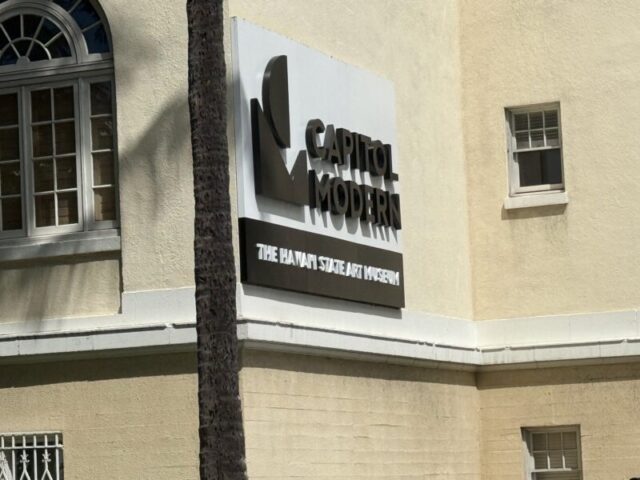 CAPITOL
MODERN
THE HAWAI'I STATE ART MUSEUM